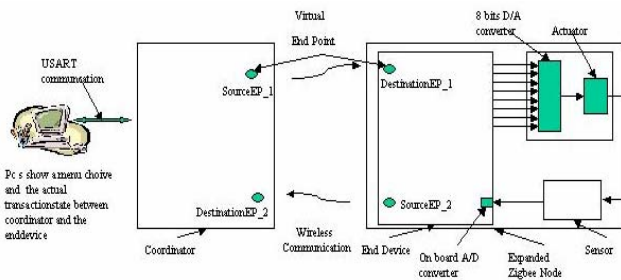 Virtual
End Point
8 bits D/A
converter
Actuator
USART
communcation
SourceEP_1
DestinationEP_1
Pc s show a menu choive
and the actual
transactionstate between
coordinator and the
enddevice
DestinationEP_2
SourceEP_2
Wireless
Communication
Coordinator
End Device
On board A/D
converter
Expanded
Zigbee Node
Sensor